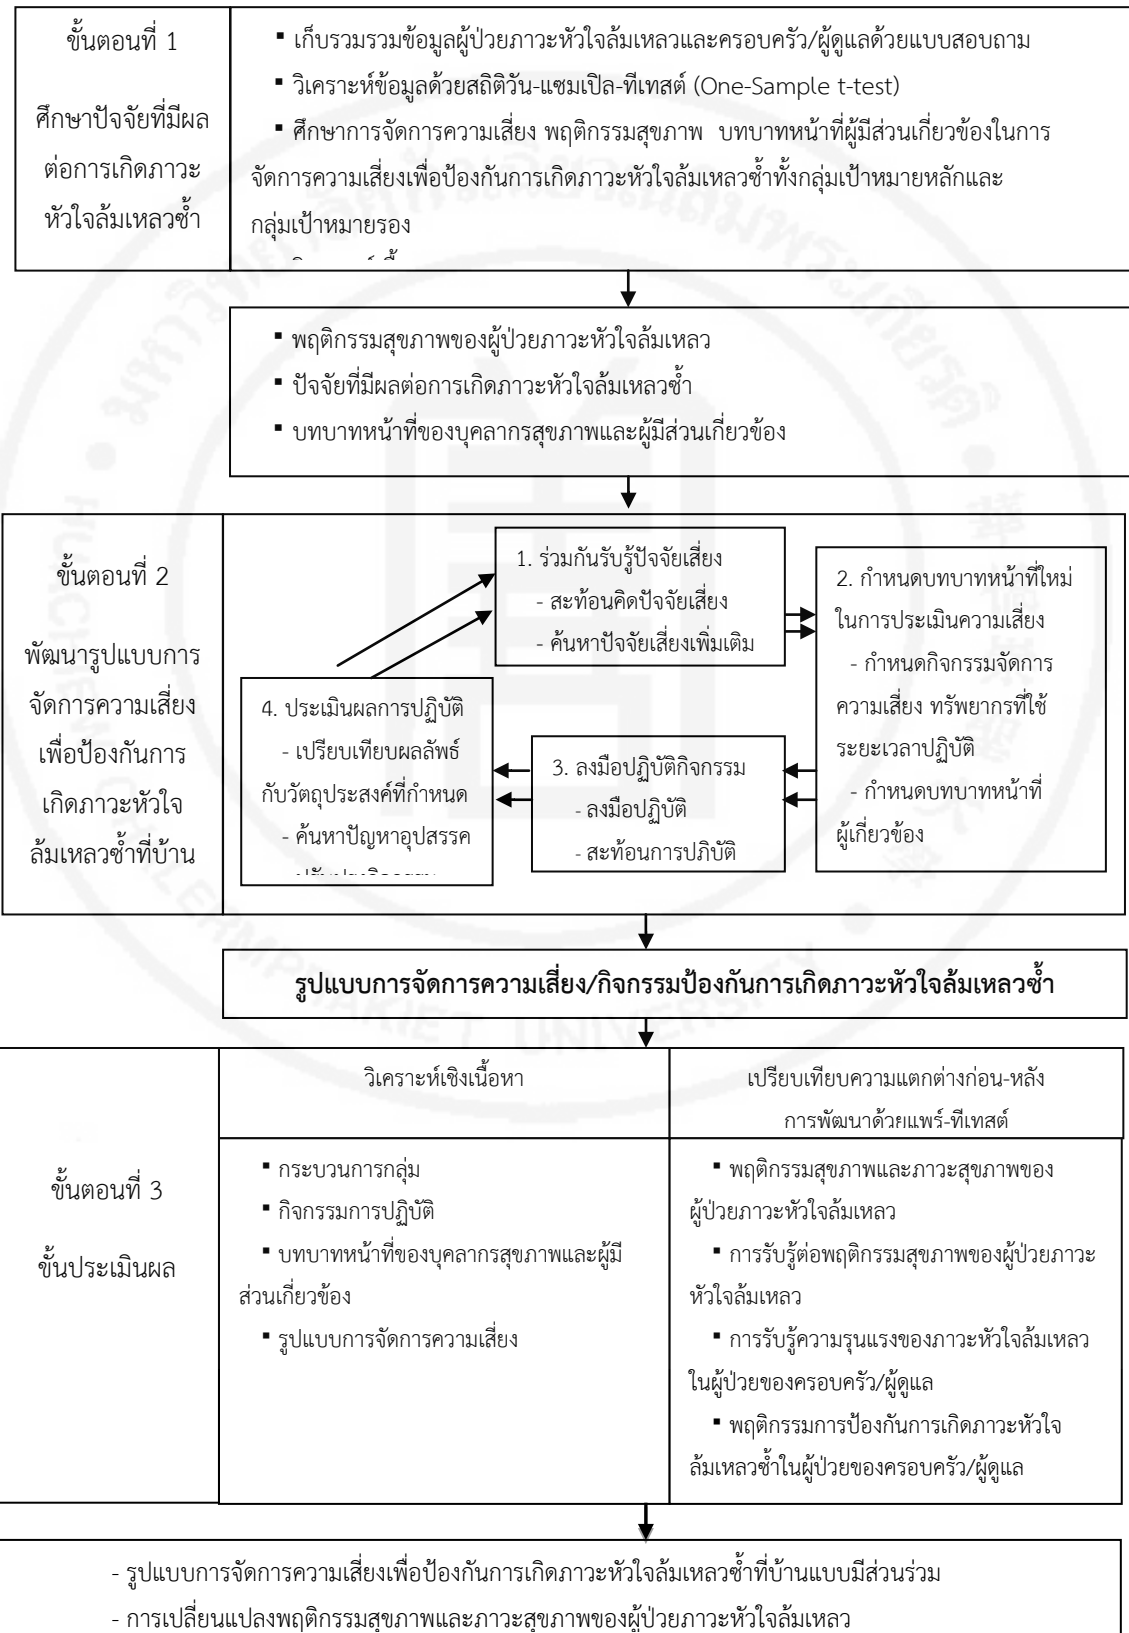 ขั้นตอนที่ 1
ศึกษาปัจจัยที่มีผล
ต่อการเกิดภาวะ
หัวใจล้มเหลวซ้ำ
▪ เก็บรวมรวมข้อมูลผู้ป่วยภาวะหัวใจล้มเหลวและครอบครัว/ผู้ดูแลด้วยแบบสอบถาม
▪ วิเคราะห์ข้อมูลด้วยสถิติวัน-แซมเปิล-ทีเทสต์ (One-Sample t-test)
▪ ศึกษาการจัดการความเสี่ยง พฤติกรรมสุขภาพ บทบาทหน้าที่ผู้มีส่วนเกี่ยวข้องในการ
จัดการความเสี่ยงเพื่อป้องกันการเกิดภาวะหัวใจล้มเหลวซ้ำทั้งกลุ่มเป้าหมายหลักและ
กลุ่มเป้าหมายรอง
▪ พฤติกรรมสุขภาพของผู้ป่วยภาวะหัวใจล้มเหลว
▪ ปัจจัยที่มีผลต่อการเกิดภาวะหัวใจล้มเหลวซ้ำ
▪ บทบาทหน้าที่ของบุคลากรสุขภาพและผู้มีส่วนเกี่ยวข้อง
ขั้นตอนที่ 2
พัฒนารูปแบบการ
จัดการความเสี่ยง
เพื่อป้องกันการ
เกิดภาวะหัวใจ
ล้มเหลวซ้ำที่บ้าน
1. ร่วมกันรับรู้ปัจจัยเสี่ยง
- สะท้อนคิดปัจจัยเสี่ยง
- ค้นหาปัจจัยเสี่ยงเพิ่มเติม
2. กำหนดบทบาทหน้าที่ใหม่
ในการประเมินความเสี่ยง
- กำหนดกิจกรรมจัดการ
ความเสี่ยง ทรัพยากรที่ใช้
ระยะเวลาปฏิบัติ
- กำหนดบทบาทหน้าที่
ผู้เกี่ยวข้อง
3. ลงมือปฏิบัติกิจกรรม
- ลงมือปฏิบัติ
- สะท้อนการปฏิบัติ
4. ประเมินผลการปฏิบัติ
- เปรียบเทียบผลลัพธ์
กับวัตถุประสงค์ที่กำหนด
- ค้นหาปัญหาอุปสรรค
รูปแบบการจัดการความเสี่ยง/กิจกรรมป้องกันการเกิดภาวะหัวใจล้มเหลวซ้ำ
ขั้นตอนที่ 3
ขั้นประเมินผล
วิเคราะห์เชิงเนื้อหา
▪ กระบวนการกลุ่ม
▪ กิจกรรมการปฏิบัติ
▪ บทบาทหน้าที่ของบุคลากรสุขภาพและผู้มี
ส่วนเกี่ยวข้อง
▪ รูปแบบการจัดการความเสี่ยง
เปรียบเทียบความแตกต่างก่อน-หลัง
การพัฒนาด้วยแพร์-ทีเทสต์
▪ พฤติกรรมสุขภาพและภาวะสุขภาพของ
ผู้ป่วยภาวะหัวใจล้มเหลว
▪ การรับรู้ต่อพฤติกรรมสุขภาพของผู้ป่วยภาวะ
หัวใจล้มเหลว
▪ การรับรู้ความรุนแรงของภาวะหัวใจล้มเหลว
ในผู้ป่วยของครอบครัว/ผู้ดูแล
▪ พฤติกรรมการป้องกันการเกิดภาวะหัวใจ
ล้มเหลวซ้ำในผู้ป่วยของครอบครัว/ผู้ดูแล
- รูปแบบการจัดการความเสี่ยงเพื่อป้องกันการเกิดภาวะหัวใจล้มเหลวซ้ำที่บ้านแบบมีส่วนร่วม
- การเปลี่ยนแปลงพฤติกรรมสุขภาพและภาวะสุขภาพของผู้ป่วยภาวะหัวใจล้มเหลว